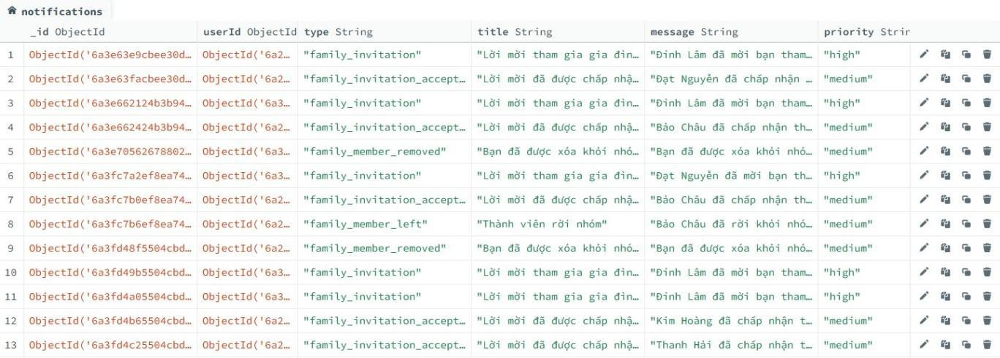 notifications
_id ObjectId userId ObjectId type String title String message String priority Strir
1 ObjectId('6a3e63e9cbee30d… ObjectId('6a2… "family_invitation" "Lời mời tham gia gia đìn… "Đinh Lâm đã mời bạn tham… "high"
2 ObjectId('6a3e63facbee30d… ObjectId('6a2… "family_invitation_accept… "Lời mời đã được chấp nhậ… "Đạt Nguyễn đã chấp nhận … "medium"
3 ObjectId('6a3e662124b3b94… ObjectId('6a3… "family_invitation" "Lời mời tham gia gia đìn… "Đinh Lâm đã mời bạn tham… "high"
4 ObjectId('6a3e662424b3b94… ObjectId('6a2… "family_invitation_accept… "Lời mời đã được chấp nhậ… "Bảo Châu đã chấp nhận th… "medium"
5 ObjectId('6a3e70562678802… ObjectId('6a3… "family_member_removed" "Bạn đã được xóa khỏi nhó… "Bạn đã được xóa khỏi nhó… "medium"
6 ObjectId('6a3fc7a2ef8ea74… ObjectId('6a3… "family_invitation" "Lời mời tham gia gia đìn… "Đạt Nguyễn đã mời bạn th… "high"
7 ObjectId('6a3fc7b0ef8ea74… ObjectId('6a2… "family_invitation_accept… "Lời mời đã được chấp nhậ… "Bảo Châu đã chấp nhận th… "medium"
8 ObjectId('6a3fc7b6ef8ea74… ObjectId('6a2… "family_member_left" "Thành viên rời nhóm" "Bảo Châu đã rời khỏi nhó… "medium"
9 ObjectId('6a3fd48f5504cbd… ObjectId('6a2… "family_member_removed" "Bạn đã được xóa khỏi nhó… "Bạn đã được xóa khỏi nhó… "medium"
10 ObjectId('6a3fd49b5504cbd… ObjectId('6a3… "family_invitation" "Lời mời tham gia gia đìn… "Đinh Lâm đã mời bạn tham… "high"
11 ObjectId('6a3fd4a05504cbd… ObjectId('6a3… "family_invitation" "Lời mời tham gia gia đìn… "Đinh Lâm đã mời bạn tham… "high"
12 ObjectId('6a3fd4b65504cbd… ObjectId('6a2… "family_invitation_accept… "Lời mời đã được chấp nhậ… "Kim Hoàng đã chấp nhận t… "medium"
13 ObjectId('6a3fd4c25504cbd… ObjectId('6a2… "family_invitation_accept… "Lời mời đã được chấp nhậ… "Thanh Hải đã chấp nhận t… "medium"